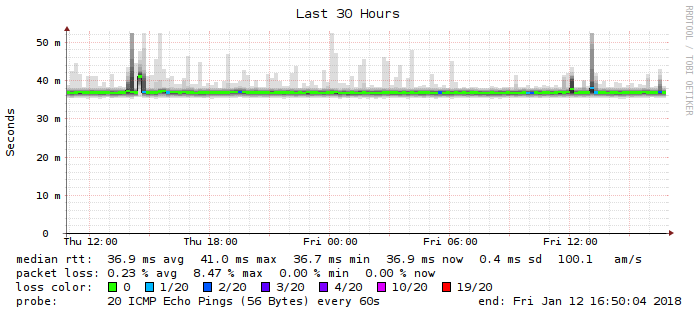 Last 30 Hours
RRDTOOL / TOBI OETIKER
Seconds
50 m
40 m
30 m
20 m
10 m
0
Thu 12:00 Thu 18:00 Fri 00:00 Fri 06:00 Fri 12:00
median rtt: 36.9 ms avg 41.0 ms max 36.7 ms min 36.9 ms now 0.4 ms sd 100.1 am/s
packet loss: 0.23 % avg 8.47 % max 0.00 % min 0.00 % now
loss color: 0 1/20 2/20 3/20 4/20 10/20 19/20
probe: 20 ICMP Echo Pings (56 Bytes) every 60s end: Fri Jan 12 16:50:04 2018